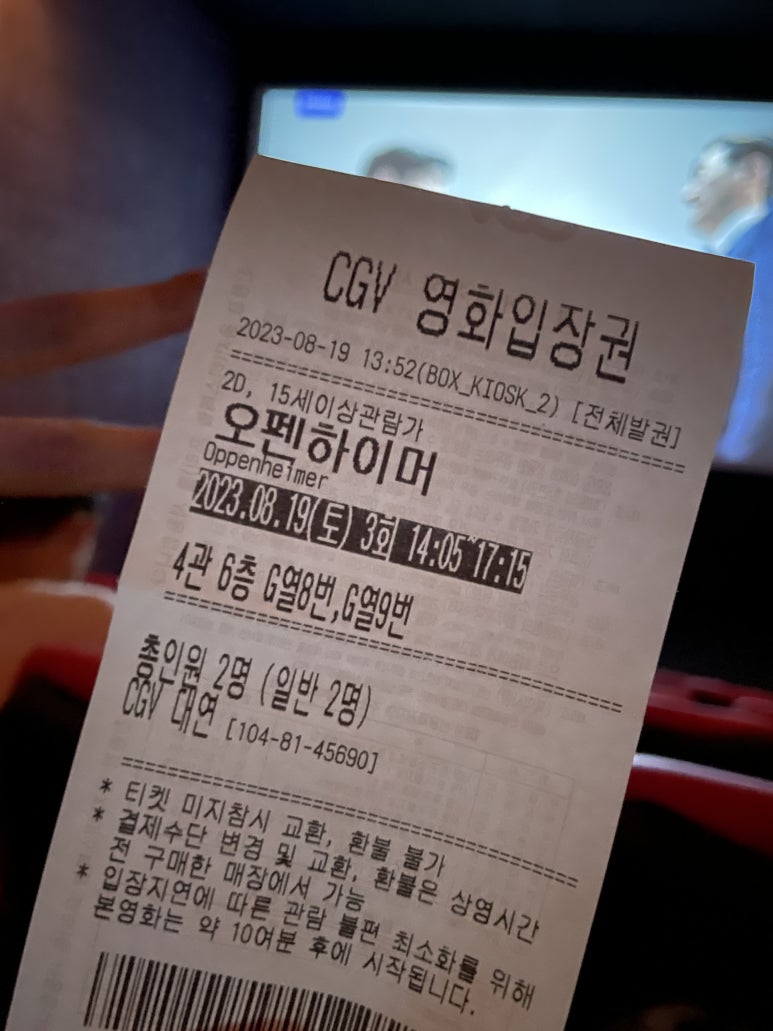 CGV 영화입장권
2023-08-19 13:52(BOX_KIOSK_2) [전체발권]
2D, 15세이상관람가
오펜하이머
Oppenheimer
2023.08.19(토) 3회 14:05~17:15
4관 6층 G열8번,G열9번
총인원 2명 (일반 2명)
CGV 대연 [104-81-45690]
* 티켓 미지참시 교환, 환불 불가
* 결제수단 변경 및 교환, 환불은 상영시간
전 구매한 매장에서 가능
* 입장지연에 따른 관람 불편 최소화를 위해
본영화는 약 10여분 후에 시작됩니다.